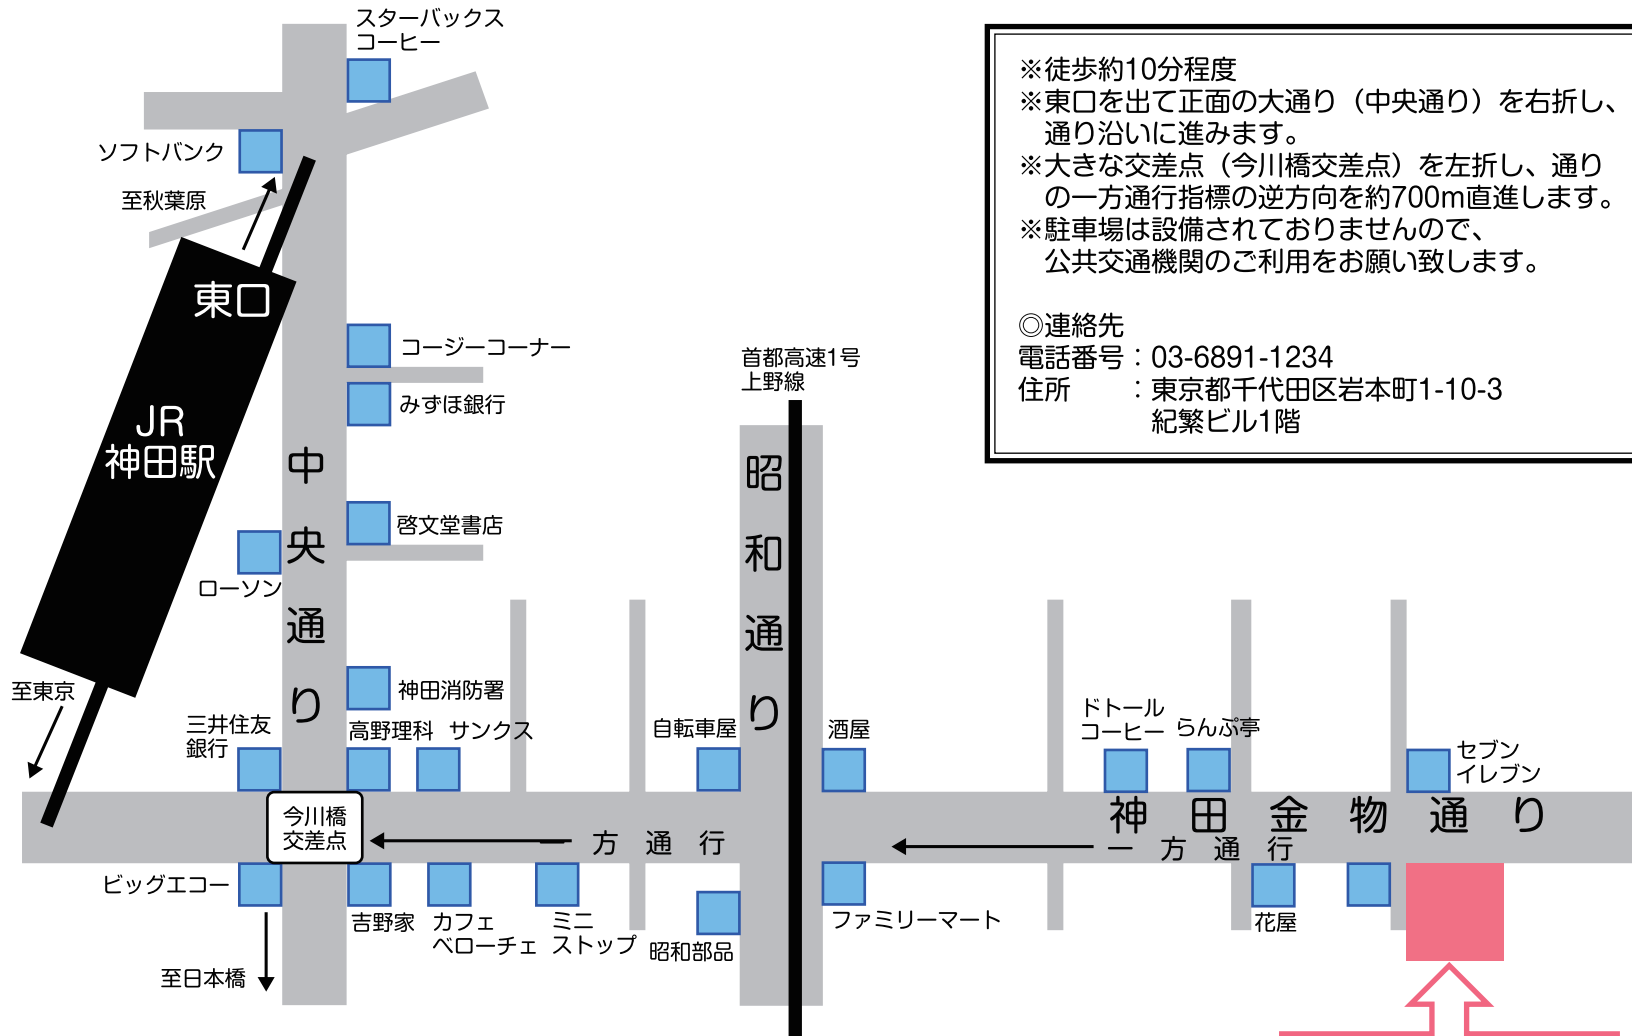 スターバックス
コーヒー
ソフトバンク
至秋葉原
東口
JR
神田駅
至東京
コージーコーナー
みずほ銀行
啓文堂書店
ローソン
中央通り
神田消防署
三井住友
銀行
高野理科
サンクス
今川橋
交差点
ビッグエコー
吉野家
カフェ
ベローチェ
ミニ
ストップ
至日本橋
首都高速1号
上野線
昭和通り
自転車屋
酒屋
一方通行
昭和部品
ファミリーマート
ドトール
コーヒー
らんぷ亭
セブン
イレブン
神田金物通り
一方通行
花屋
※徒歩約10分程度
※東口を出て正面の大通り（中央通り）を右折し、
通り沿いに進みます。
※大きな交差点（今川橋交差点）を左折し、通り
の一方通行指標の逆方向を約700m直進します。
※駐車場は設備されておりませんので、
公共交通機関のご利用をお願い致します。
◎連絡先
電話番号：03-6891-1234
住所　　：東京都千代田区岩本町1-10-3
紀繁ビル1階